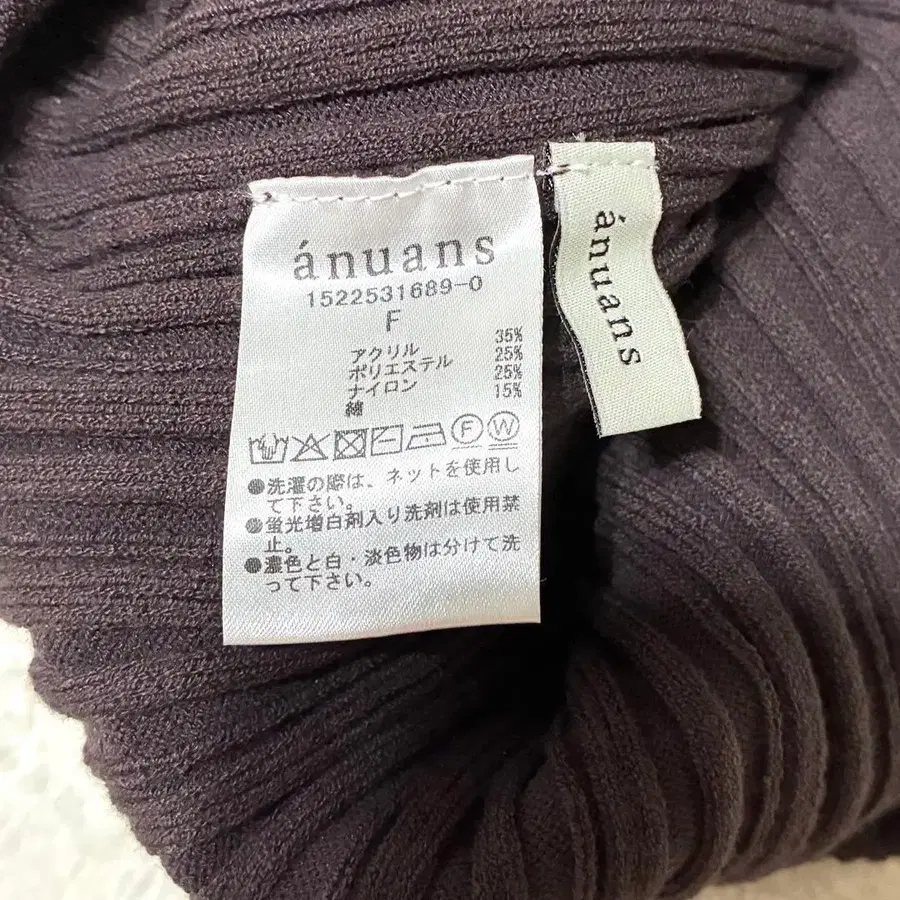 ánuans
1522531689-0
F
アクリル 35%
ポリエステル 25%
ナイロン 25%
綿 15%
F W
●洗濯の際は、ネットを使用し
て下さい。
●蛍光増白剤入り洗剤は使用禁
止。
●濃色と白・淡色物は分けて洗
って下さい。
ánuans